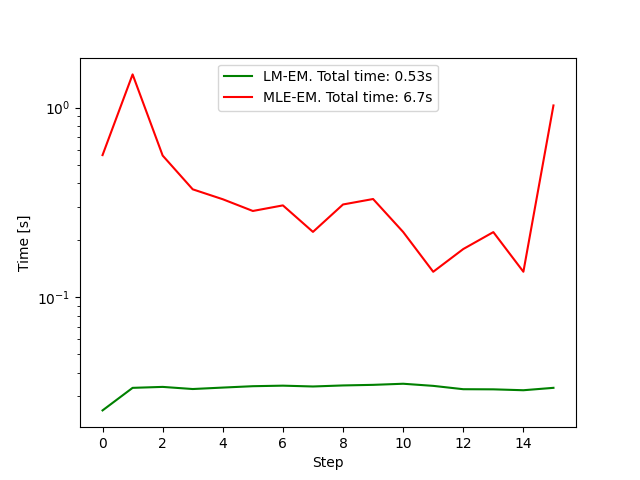 LM-EM. Total time: 0.53s
MLE-EM. Total time: 6.7s
10⁰
10⁻¹
Time [s]
0 2 4 6 8 10 12 14
Step